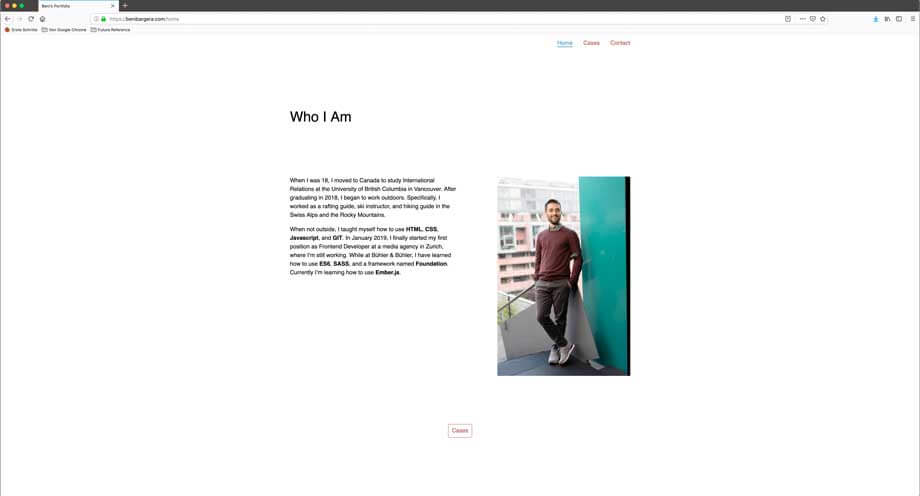 Beni's Portfolio
https://benibargera.com/home
Erste Schritte Von Google Chrome Future Reference
Home Cases Contact
Who I Am
When I was 18, I moved to Canada to study International
Relations at the University of British Columbia in Vancouver. After
graduating in 2018, I began to work outdoors. Specifically, I
worked as a rafting guide, ski instructor, and hiking guide in the
Swiss Alps and the Rocky Mountains.
When not outside, I taught myself how to use HTML, CSS,
Javascript, and GIT. In January 2019, I finally started my first
position as Frontend Developer at a media agency in Zurich,
where I'm still working. While at Bühler & Bühler, I have learned
how to use ES6, SASS, and a framework named Foundation.
Currently I'm learning how to use Ember.js.
Cases